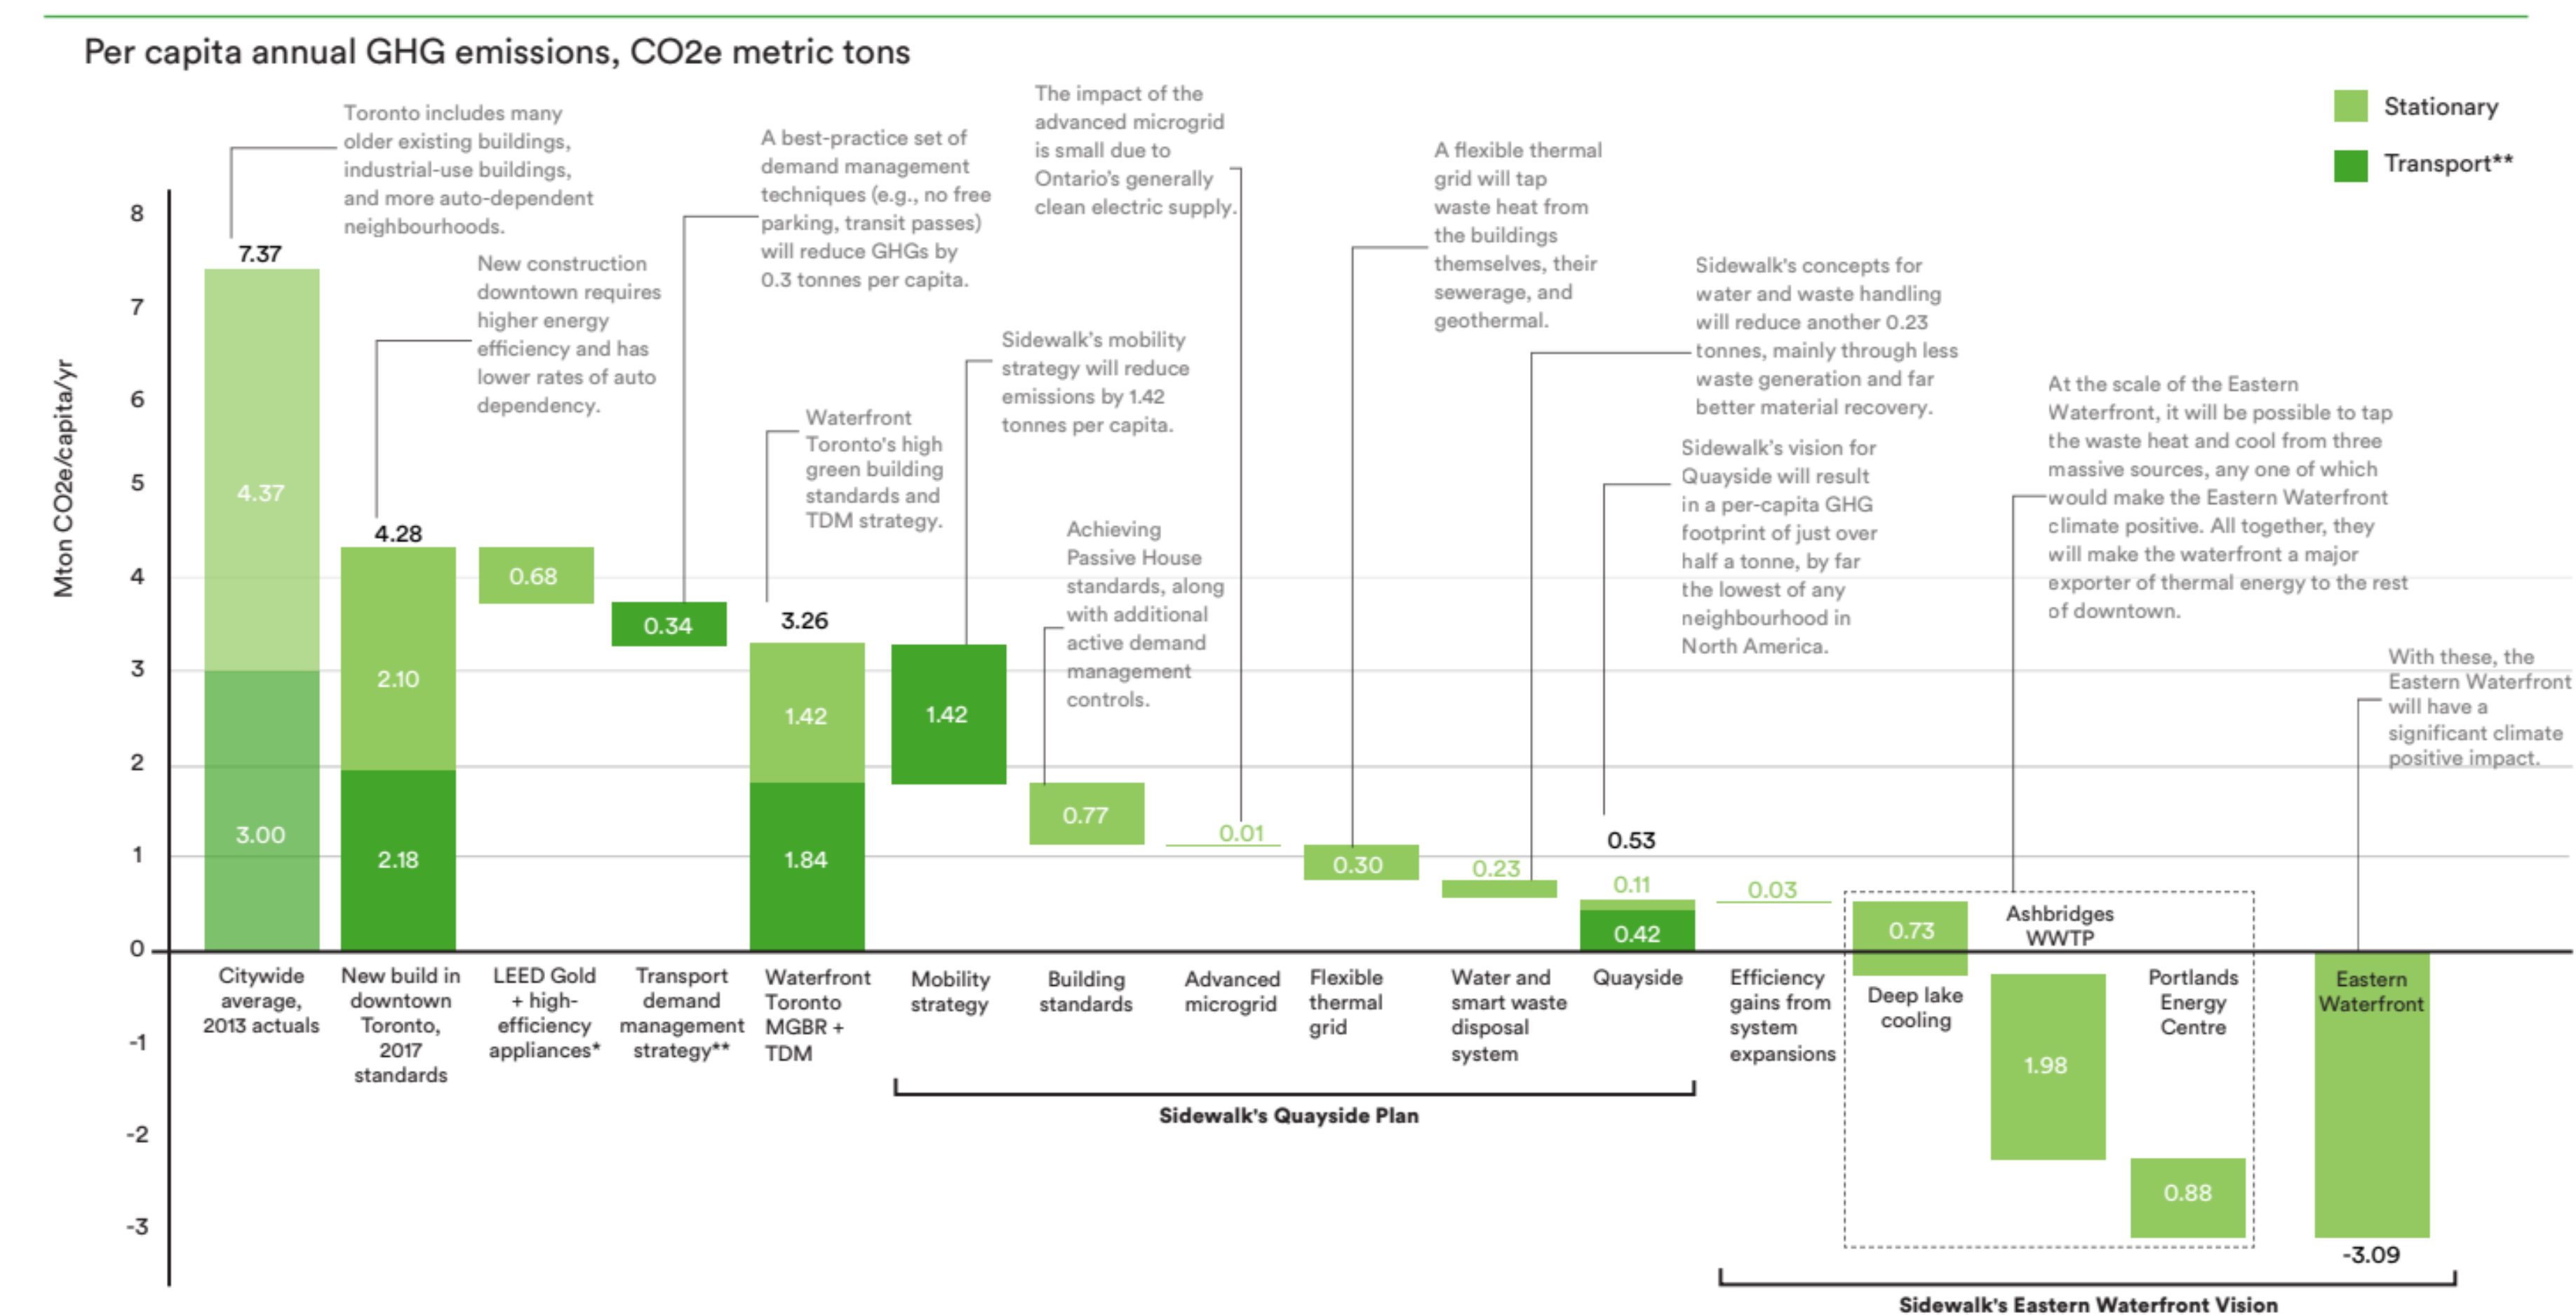 Per capita annual GHG emissions, CO2e metric tons
Stationary
Transport**
Mton CO2e/capita/yr
8
7
6
5
4
3
2
1
0
-1
-2
-3
Toronto includes many
older existing buildings,
industrial-use buildings,
and more auto-dependent
neighbourhoods.
7.37
4.37
3.00
Citywide
average,
2013 actuals
New construction
downtown requires
higher energy
efficiency and has
lower rates of auto
dependency.
4.28
2.10
2.18
New build in
downtown
Toronto,
2017
standards
0.68
LEED Gold
+ high-
efficiency
appliances*
A best-practice set of
demand management
techniques (e.g., no free
parking, transit passes)
will reduce GHGs by
0.3 tonnes per capita.
0.34
Transport
demand
management
strategy**
Waterfront
Toronto's high
green building
standards and
TDM strategy.
3.26
1.42
1.84
Waterfront
Toronto
MGBR +
TDM
Sidewalk's mobility
strategy will reduce
emissions by 1.42
tonnes per capita.
1.42
Mobility
strategy
Achieving
Passive House
standards, along
with additional
active demand
management
controls.
0.77
Building
standards
The impact of the
advanced microgrid
is small due to
Ontario's generally
clean electric supply.
0.01
Advanced
microgrid
A flexible thermal
grid will tap
waste heat from
the buildings
themselves, their
sewerage, and
geothermal.
0.30
Flexible
thermal
grid
Sidewalk's concepts for
water and waste handling
will reduce another 0.23
tonnes, mainly through less
waste generation and far
better material recovery.
0.23
Water and
smart waste
disposal
system
Sidewalk's vision for
Quayside will result
in a per-capita GHG
footprint of just over
half a tonne, by far
the lowest of any
neighbourhood in
North America.
0.53
0.11
0.42
Quayside
Sidewalk's Quayside Plan
0.03
Efficiency
gains from
system
expansions
At the scale of the Eastern
Waterfront, it will be possible to tap
the waste heat and cool from three
massive sources, any one of which
would make the Eastern Waterfront
climate positive. All together, they
will make the waterfront a major
exporter of thermal energy to the rest
of downtown.
0.73
Deep lake
cooling
Ashbridges
WWTP
1.98
Portlands
Energy
Centre
0.88
With these, the
Eastern Waterfront
will have a
significant climate
positive impact.
Eastern
Waterfront
-3.09
Sidewalk's Eastern Waterfront Vision